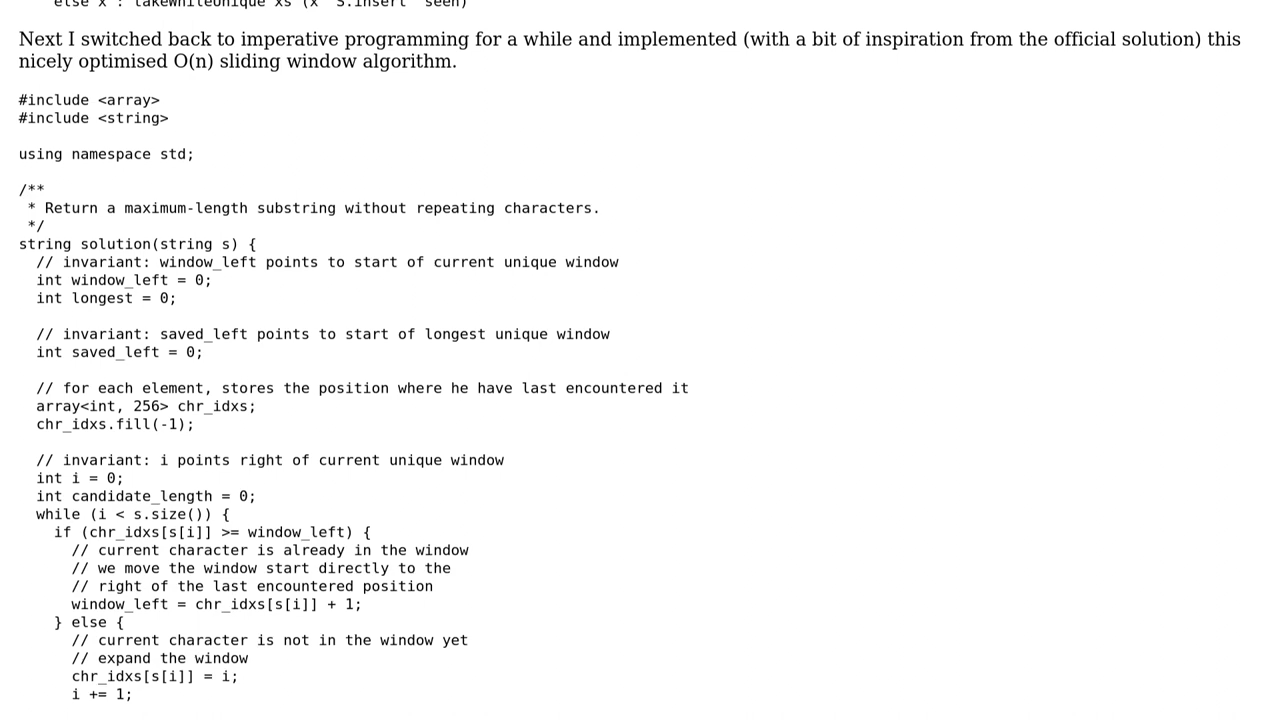 else x : takeWhileUnique xs (x `S.insert` seen)
Next I switched back to imperative programming for a while and implemented (with a bit of inspiration from the official solution) this
nicely optimised O(n) sliding window algorithm.
#include <array>
#include <string>
using namespace std;
/**
 * Return a maximum-length substring without repeating characters.
 */
string solution(string s) {
  // invariant: window_left points to start of current unique window
  int window_left = 0;
  int longest = 0;
  // invariant: saved_left points to start of longest unique window
  int saved_left = 0;
  // for each element, stores the position where he have last encountered it
  array<int, 256> chr_idxs;
  chr_idxs.fill(-1);
  // invariant: i points right of current unique window
  int i = 0;
  int candidate_length = 0;
  while (i < s.size()) {
    if (chr_idxs[s[i]] >= window_left) {
      // current character is already in the window
      // we move the window start directly to the
      // right of the last encountered position
      window_left = chr_idxs[s[i]] + 1;
    } else {
      // current character is not in the window yet
      // expand the window
      chr_idxs[s[i]] = i;
      i += 1;